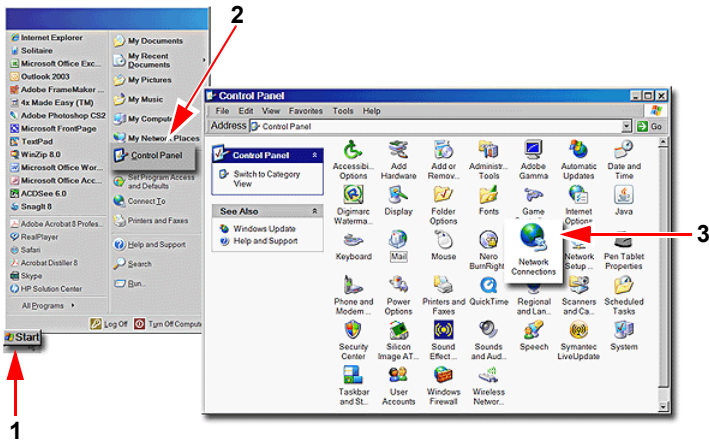 2
Internet Explorer
Solitaire
Microsoft Office Exc...
Outlook 2003
Adobe FrameMaker ...
4x Made Easy (TM)
Adobe Photoshop CS2
Microsoft FrontPage
TextPad
WinZip 8.0
Microsoft Office Wor...
Microsoft Office Acc...
ACDSee 6.0
SnagIt 8
Adobe Acrobat 8 Profes..
RealPlayer
Safari
Acrobat Distiller 8
Skype
HP Solution Center
All Programs
My Documents
My Recent
Documents
My Pictures
My Music
My Comput
My Network Places
Control Panel
Set Program Access
and Defaults
Connect To
Printers and Faxes
Help and Support
Search
Run...
Log Off Turn Off Compute
Start
1
Control Panel
File Edit View Favorites Tools Help
Address Control Panel Go
Control Panel
Switch to Category
View
See Also
Windows Update
Help and Support
Accessibi... Add Add or Administr... Adobe Automatic Date and
Options Hardware Remov... Tools Gamma Updates Time
Digimarc Display Folder Fonts Game Internet Java
Waterma... Options Options
Keyboard Mail Mouse Nero Network Network Pen Tablet
BurnRight Connections Setup ... Properties
3
Phone and Power Printers and QuickTime Regional Scanners Scheduled
Modem ... Options Faxes and Lan... and Ca... Tasks
Security Silicon Sound Sounds Speech Symantec System
Center Image AT... Effect... and Aud... LiveUpdate
Taskbar User Windows Wireless
and St... Accounts Firewall Networ...